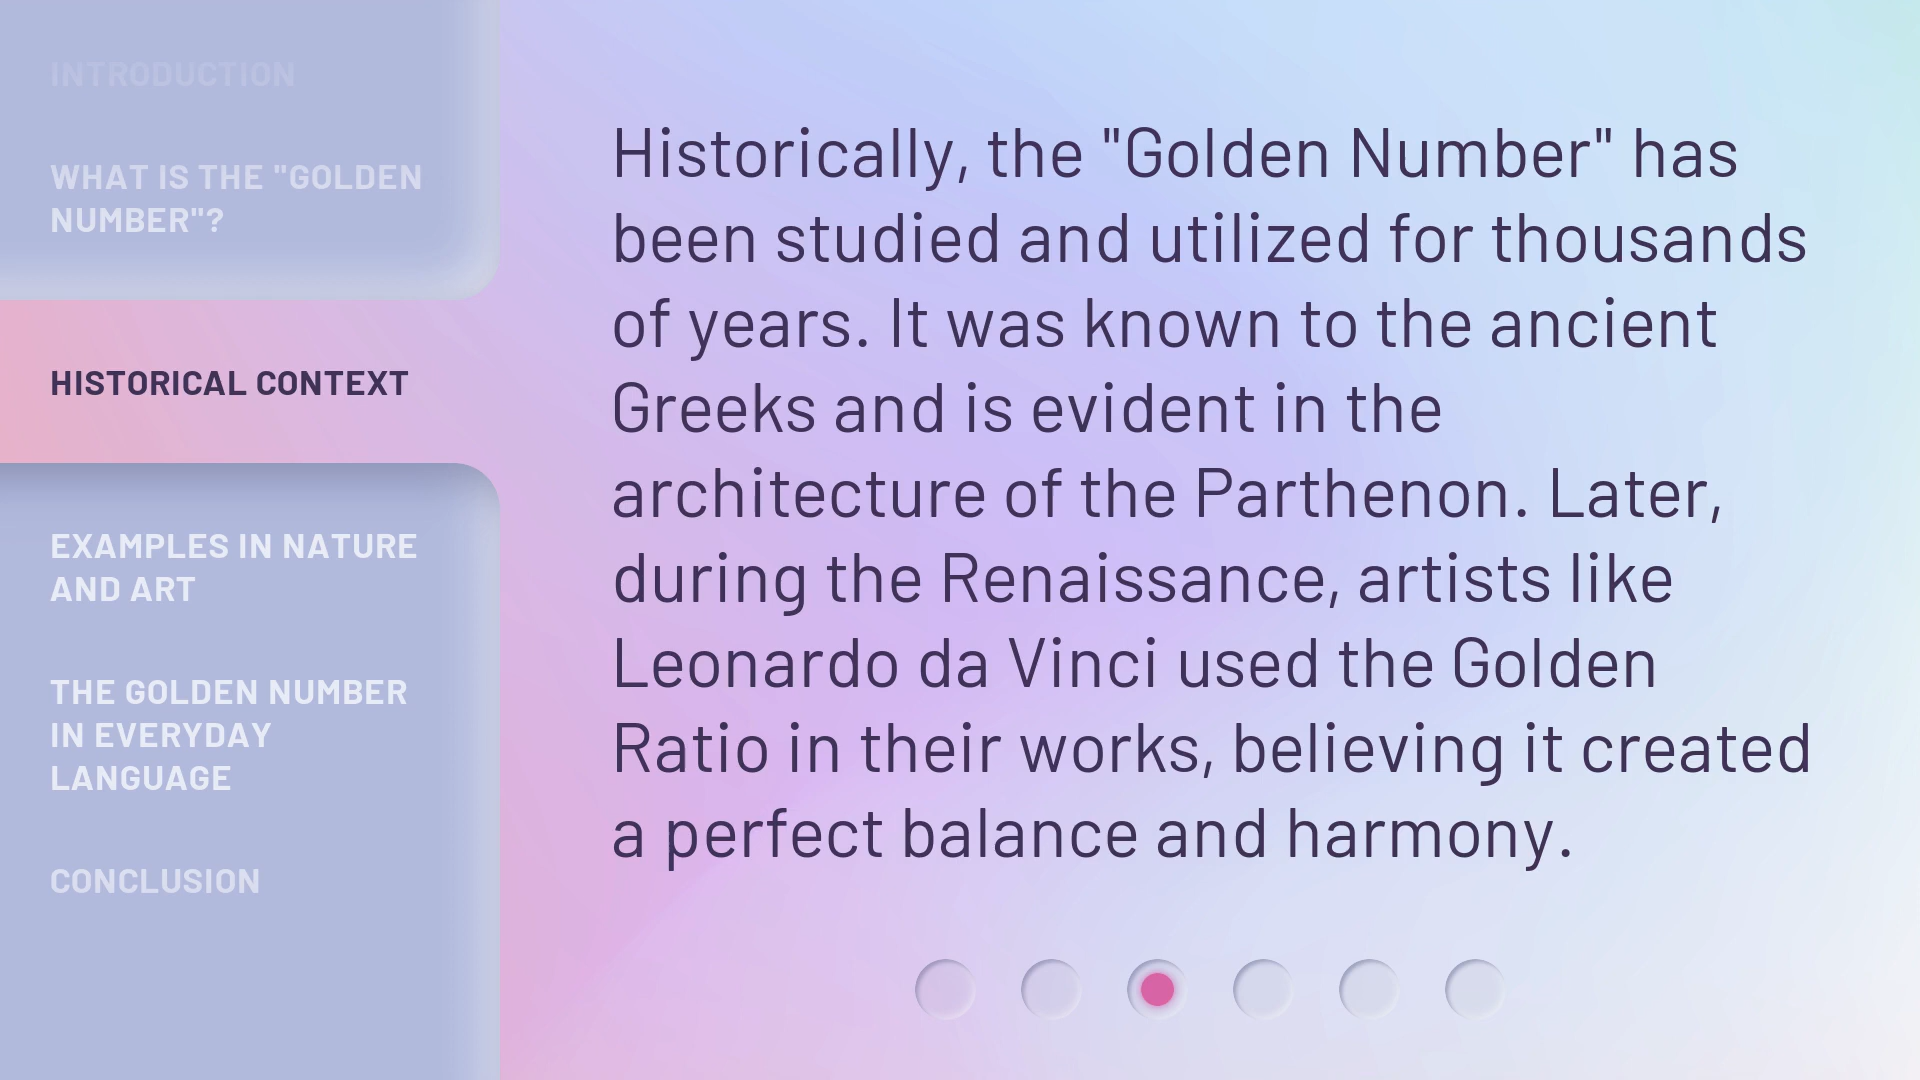 INTRODUCTION
WHAT IS THE "GOLDEN
NUMBER"?
HISTORICAL CONTEXT
EXAMPLES IN NATURE
AND ART
THE GOLDEN NUMBER
IN EVERYDAY
LANGUAGE
CONCLUSION
Historically, the "Golden Number" has
been studied and utilized for thousands
of years. It was known to the ancient
Greeks and is evident in the
architecture of the Parthenon. Later,
during the Renaissance, artists like
Leonardo da Vinci used the Golden
Ratio in their works, believing it created
a perfect balance and harmony.